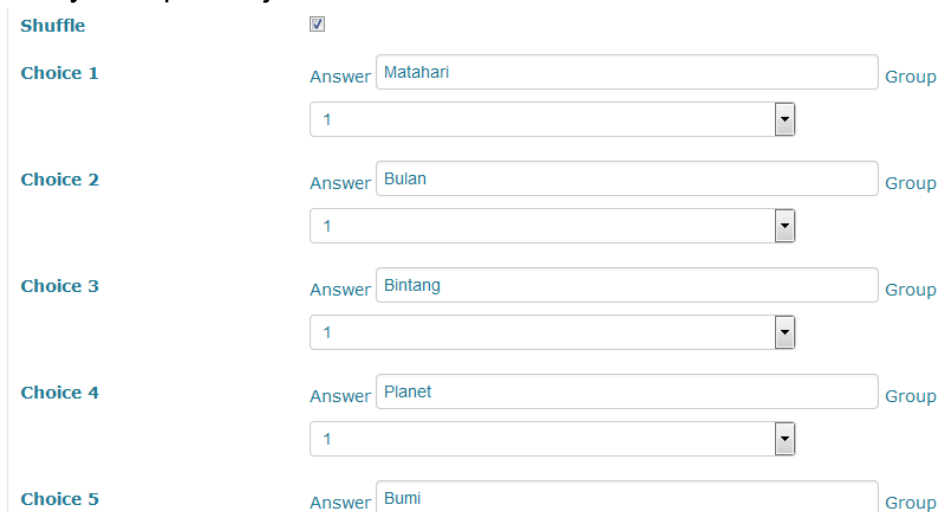 Shuffle
Choice 1 Answer Matahari Group
1
Choice 2 Answer Bulan Group
1
Choice 3 Answer Bintang Group
1
Choice 4 Answer Planet Group
1
Choice 5 Answer Bumi Group